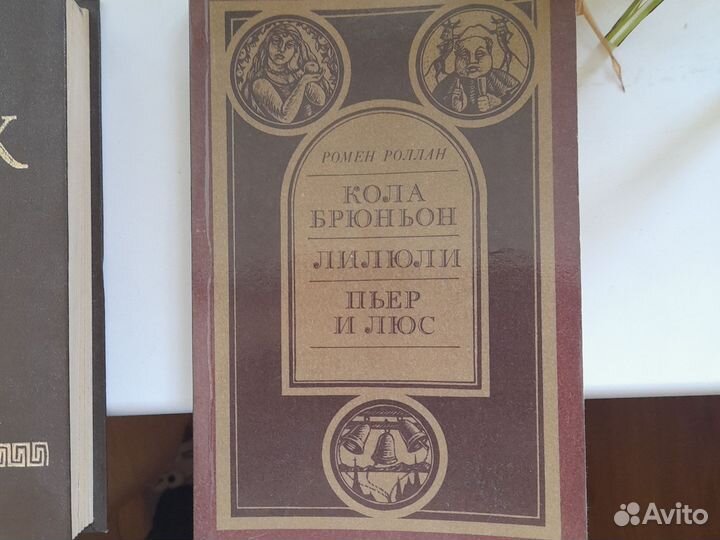 К
РОМЕН РОЛЛАН
КОЛА
БРЮНЬОН
ЛИЛЮЛИ
ПЬЕР
И ЛЮС
Avito